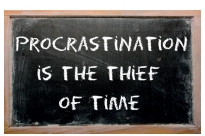 PROCRASTINATION
IS THE THIEF
OF TIME